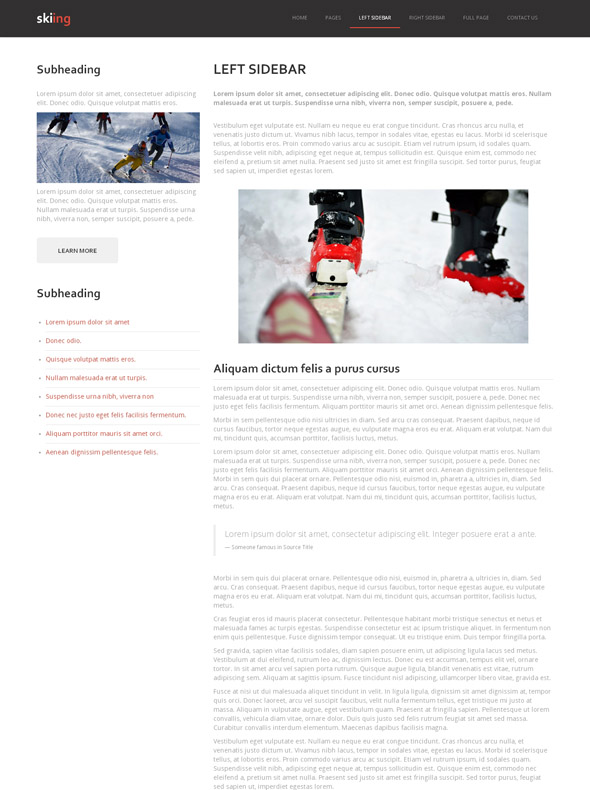 skiing
HOME PAGES LEFT SIDEBAR RIGHT SIDEBAR FULL PAGE CONTACT US
Subheading
Lorem ipsum dolor sit amet, consectetuer adipiscing
elit. Donec odio. Quisque volutpat mattis eros.
Lorem ipsum dolor sit amet, consectetuer adipiscing
elit. Donec odio. Quisque volutpat mattis eros.
Nullam malesuada erat ut turpis. Suspendisse urna
nibh, viverra non, semper suscipit, posuere a, pede.
LEARN MORE
Subheading
Lorem ipsum dolor sit amet
Donec odio.
Quisque volutpat mattis eros.
Nullam malesuada erat ut turpis.
Suspendisse urna nibh, viverra non
Donec nec justo eget felis facilisis fermentum.
Aliquam porttitor mauris sit amet orci.
Aenean dignissim pellentesque felis.
LEFT SIDEBAR
Lorem ipsum dolor sit amet, consectetuer adipiscing elit. Donec odio. Quisque volutpat mattis eros. Nullam
malesuada erat ut turpis. Suspendisse urna nibh, viverra non, semper suscipit, posuere a, pede.
Vestibulum eget vulputate est. Nullam eu neque eu erat congue tincidunt. Cras rhoncus arcu nulla, et
venenatis justo dictum ut. Vivamus nibh lacus, tempor in sodales vitae, egestas eu lacus. Morbi id scelerisque
tellus, at lobortis eros. Proin commodo varius arcu ac suscipit. Etiam vel rutrum ipsum, id sodales quam.
Suspendisse velit nibh, adipiscing eget neque at, tempus sollicitudin est. Quisque enim est, commodo nec
eleifend a, pretium sit amet nulla. Praesent sed justo sit amet est fringilla suscipit. Sed tortor purus, feugiat
sed sapien ut, imperdiet egestas lorem.
Aliquam dictum felis a purus cursus
Lorem ipsum dolor sit amet, consectetuer adipiscing elit. Donec odio. Quisque volutpat mattis eros. Nullam
malesuada erat ut turpis. Suspendisse urna nibh, viverra non, semper suscipit, posuere a, pede. Donec nec
justo eget felis facilisis fermentum. Aliquam porttitor mauris sit amet orci. Aenean dignissim pellentesque felis.
Morbi in sem pellentesque odio nisi ultricies in diam. Sed arcu cras consequat. Praesent dapibus, neque id
cursus faucibus, tortor neque egestas augue, eu vulputate magna eros eu erat. Aliquam erat volutpat. Nam dui
mi, tincidunt quis, accumsan porttitor, facilisis luctus, metus.
Lorem ipsum dolor sit amet, consectetuer adipiscing elit. Donec odio. Quisque volutpat mattis eros. Nullam
malesuada erat ut turpis. Suspendisse urna nibh, viverra non, semper suscipit, posuere a, pede. Donec nec
justo eget felis facilisis fermentum. Aliquam porttitor mauris sit amet orci. Aenean dignissim pellentesque felis.
Morbi in sem quis dui placerat ornare. Pellentesque odio nisi, euismod in, pharetra a, ultricies in, diam. Sed
arcu. Cras consequat. Praesent dapibus, neque id cursus faucibus, tortor neque egestas augue, eu vulputate
magna eros eu erat. Aliquam erat volutpat. Nam dui mi, tincidunt quis, accumsan porttitor, facilisis luctus,
metus.
Lorem ipsum dolor sit amet, consectetur adipiscing elit. Integer posuere erat a ante.
— Someone famous in Source Title
Morbi in sem quis dui placerat ornare. Pellentesque odio nisi, euismod in, pharetra a, ultricies in, diam. Sed
arcu. Cras consequat. Praesent dapibus, neque id cursus faucibus, tortor neque egestas augue, eu vulputate
magna eros eu erat. Aliquam erat volutpat. Nam dui mi, tincidunt quis, accumsan porttitor, facilisis luctus,
metus.
Cras feugiat eros id mauris placerat consectetur. Pellentesque habitant morbi tristique senectus et netus et
malesuada fames ac turpis egestas. Suspendisse consectetur est ac ipsum tristique aliquet. In fermentum non
enim quis pellentesque. Fusce dignissim tempor consequat. Ut eu tristique enim. Duis tempor fringilla porta.
Sed gravida, sapien vitae facilisis sodales, diam sapien posuere enim, ut adipiscing ligula lacus sed metus.
Vestibulum at dui eleifend, rutrum leo ac, dignissim lectus. Donec eu est accumsan, tempus elit vel, ornare
tortor. In sit amet arcu vel sapien porta rutrum. Quisque augue ligula, blandit venenatis est vitae, rutrum
adipiscing sem. Aliquam at sagittis ipsum. Fusce tincidunt nisl adipiscing, ullamcorper libero vitae, gravida est.
Fusce at nisi ut dui malesuada aliquet tincidunt in velit. In ligula ligula, dignissim sit amet dignissim at, tempor
quis orci. Donec laoreet, arcu vel suscipit faucibus, velit nulla fermentum tellus, eget tristique mi justo at
massa. Aliquam in vulputate augue, eget vestibulum quam. Praesent at fringilla sapien. Pellentesque ut lorem
convallis, vehicula diam vitae, ornare dolor. Duis quis justo sed felis rutrum feugiat sit amet sed massa.
Curabitur convallis interdum elementum. Maecenas dapibus facilisis magna.
Vestibulum eget vulputate est. Nullam eu neque eu erat congue tincidunt. Cras rhoncus arcu nulla, et
venenatis justo dictum ut. Vivamus nibh lacus, tempor in sodales vitae, egestas eu lacus. Morbi id scelerisque
tellus, at lobortis eros. Proin commodo varius arcu ac suscipit. Etiam vel rutrum ipsum, id sodales quam.
Suspendisse velit nibh, adipiscing eget neque at, tempus sollicitudin est. Quisque enim est, commodo nec
eleifend a, pretium sit amet nulla. Praesent sed justo sit amet est fringilla suscipit. Sed tortor purus, feugiat
sed sapien ut, imperdiet egestas lorem.